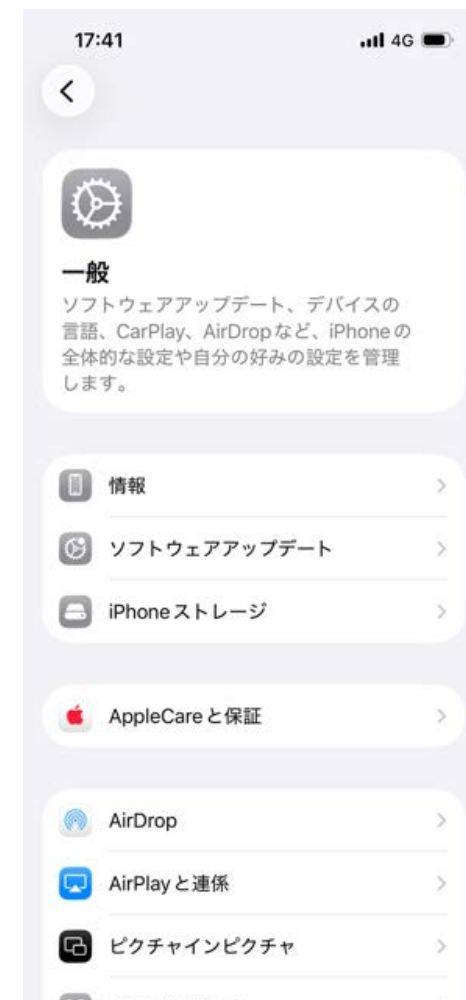 17:41
4G
一般
ソフトウェアアップデート、デバイスの
言語、CarPlay、AirDropなど、iPhoneの
全体的な設定や自分の好みの設定を管理
します。
情報
ソフトウェアアップデート
iPhoneストレージ
AppleCareと保証
AirDrop
AirPlayと連係
ピクチャインピクチャ